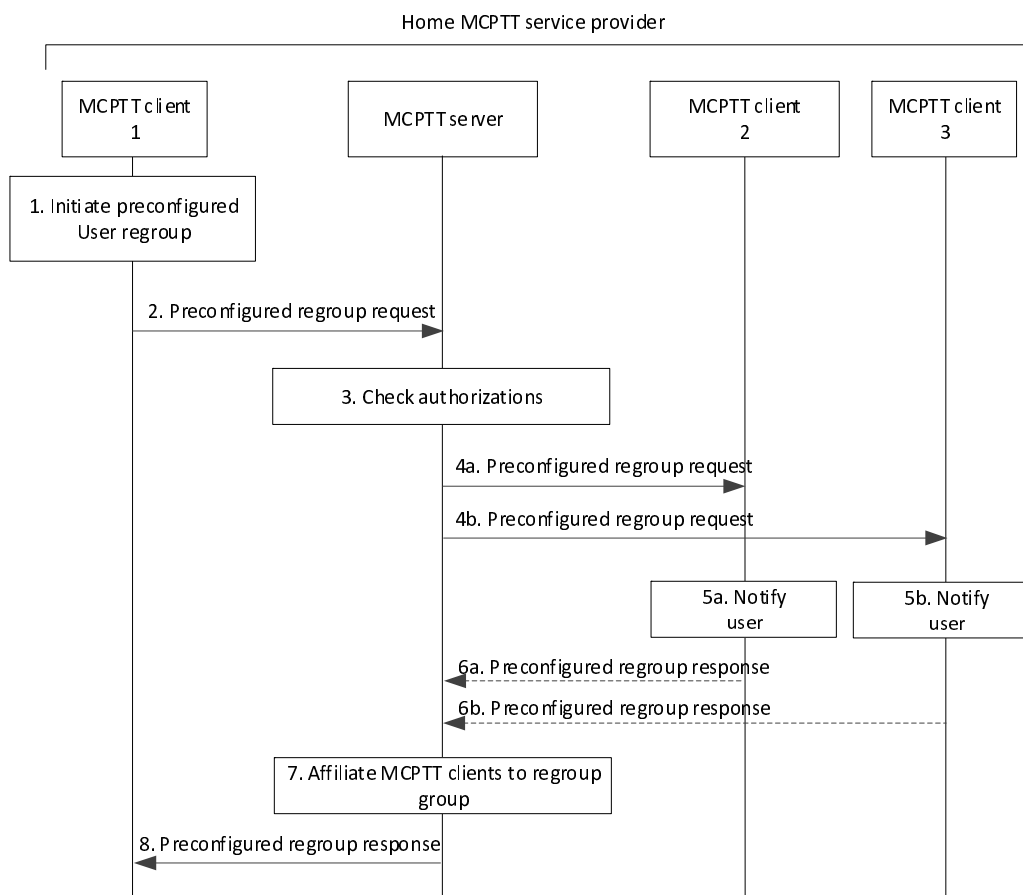 Home MCPTT service provider
MCPTT client
1
MCPTT server
MCPTT client
2
MCPTT client
3
1. Initiate preconfigured
User regroup
2. Preconfigured regroup request
3. Check authorizations
4a. Preconfigured regroup request
4b. Preconfigured regroup request
5a. Notify
user
5b. Notify
user
6a. Preconfigured regroup response
6b. Preconfigured regroup response
7. Affiliate MCPTT clients to regroup
group
8. Preconfigured regroup response